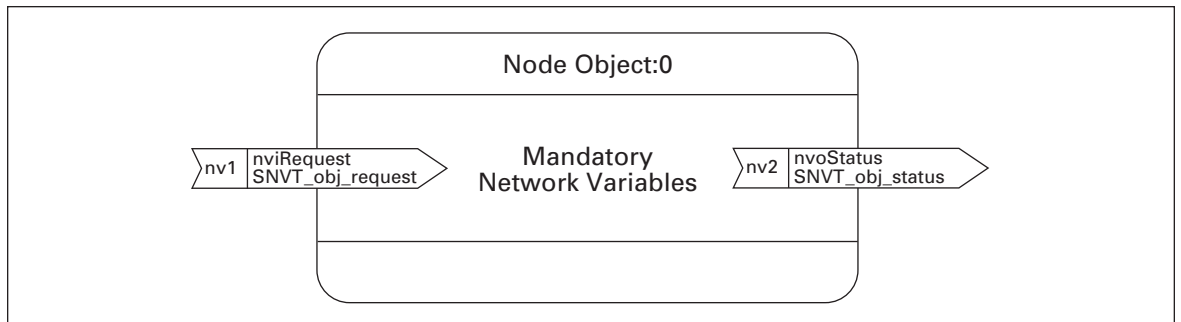 Node Object:0
nv1
nviRequest
SNVT_obj_request
Mandatory
Network Variables
nv2
nvoStatus
SNVT_obj_status